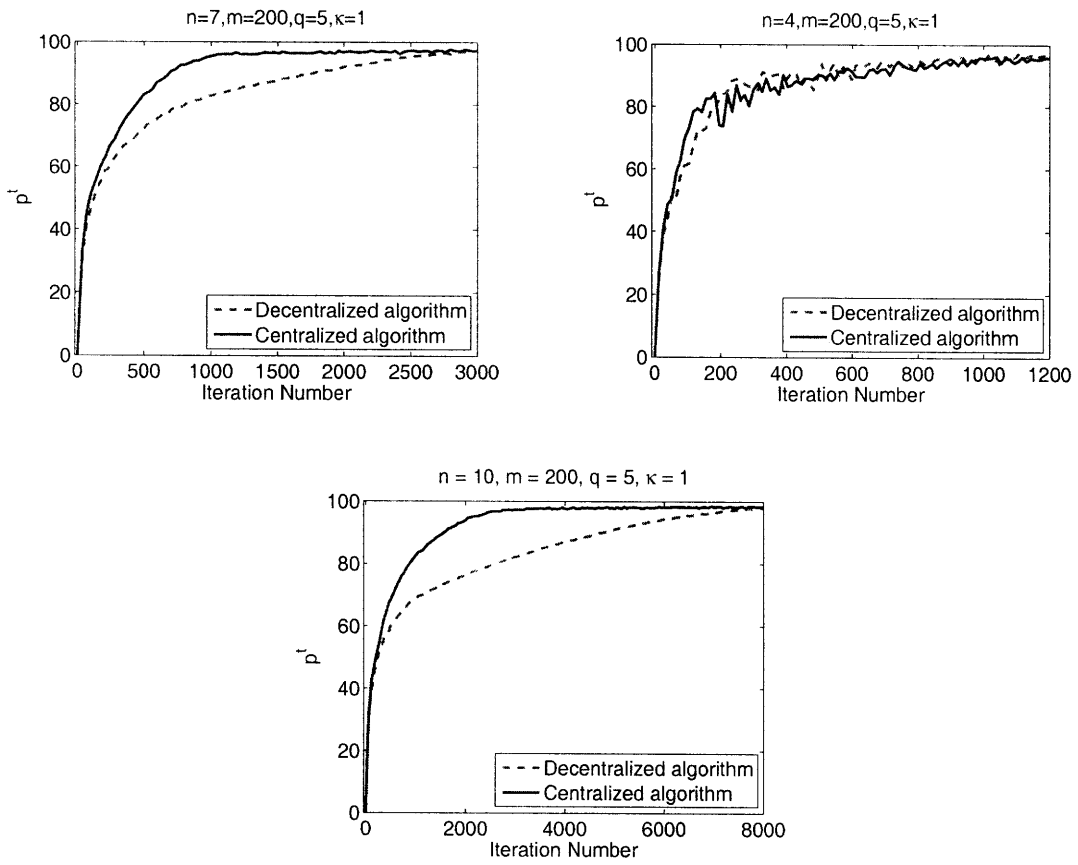 n=7,m=200,q=5,κ=1
100
80
60
40
20
0
p^t
Decentralized algorithm
Centralized algorithm
0 500 1000 1500 2000 2500 3000
Iteration Number
n=4,m=200,q=5,κ=1
100
80
60
40
20
0
p^t
Decentralized algorithm
Centralized algorithm
0 200 400 600 800 1000 1200
Iteration Number
n = 10, m = 200, q = 5, κ = 1
100
80
60
40
20
0
p^t
Decentralized algorithm
Centralized algorithm
0 2000 4000 6000 8000
Iteration Number